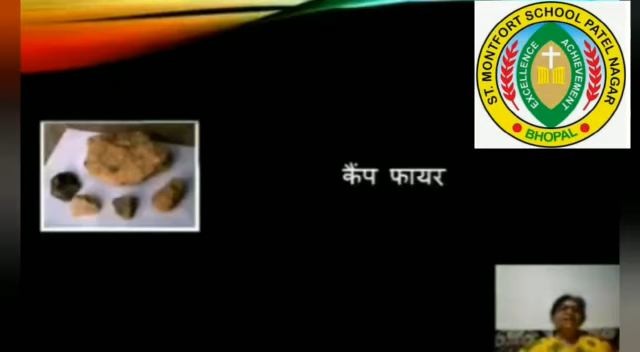 ST. MONTFORT SCHOOL PATEL NAGAR
EXCELLENCE
ACHIEVEMENT
BHOPAL
कैंप फायर